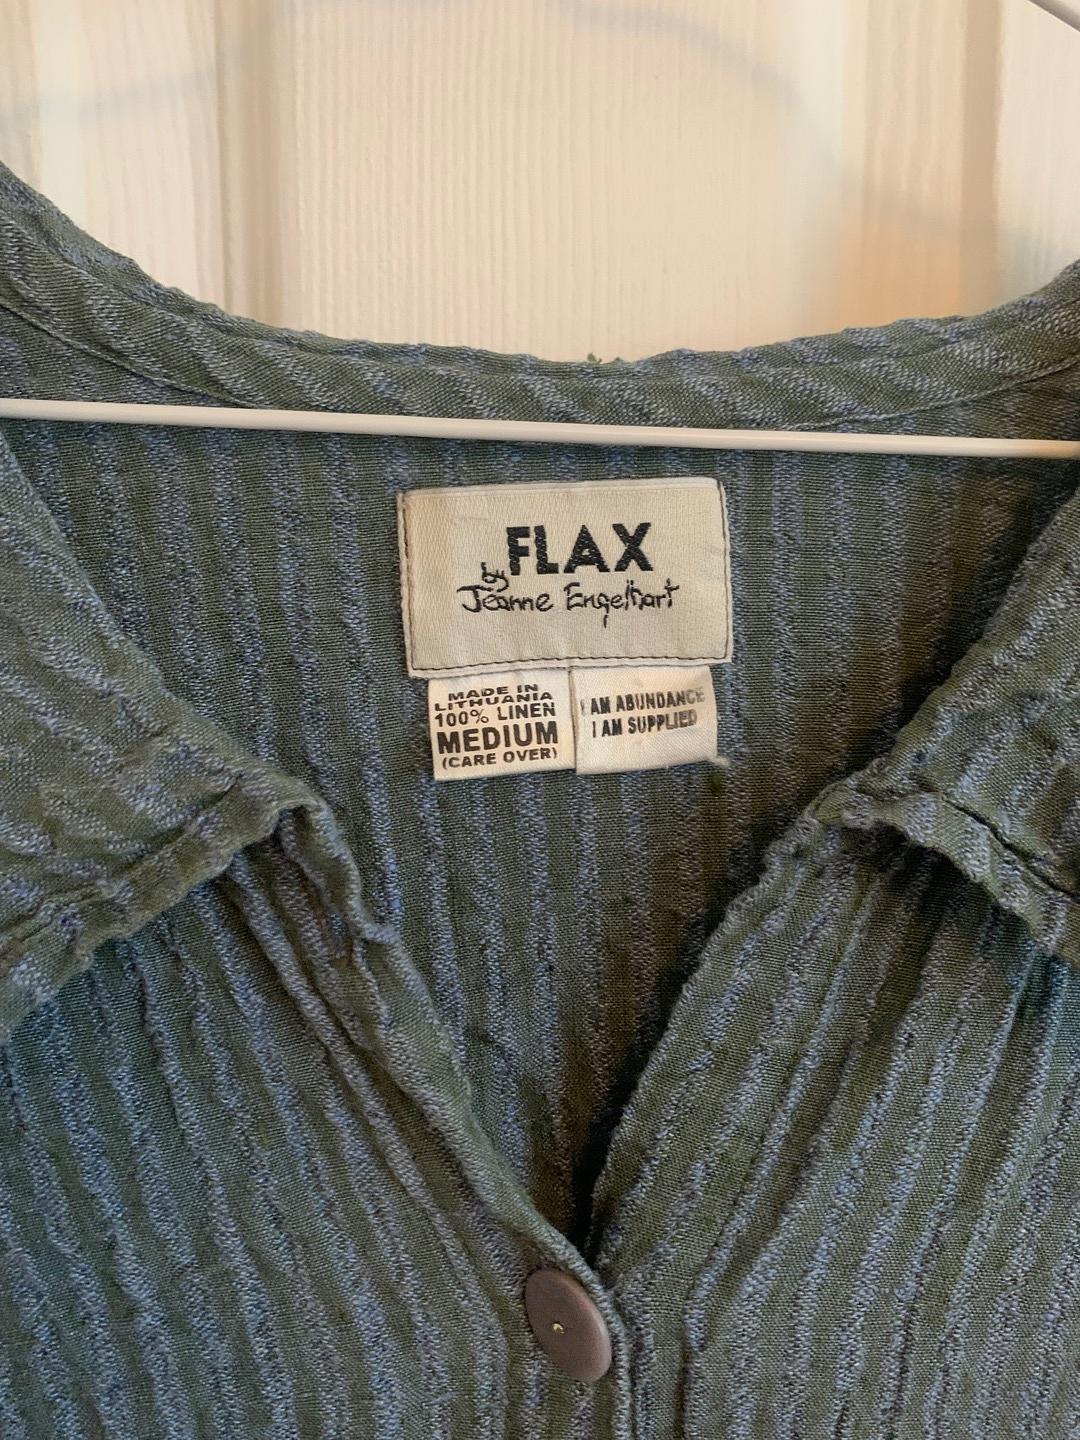 FLAX
by
Jeanne Engelhart
MADE IN
LITHUANIA
100% LINEN
MEDIUM
(CARE OVER)
I AM ABUNDANCE
I AM SUPPLIED